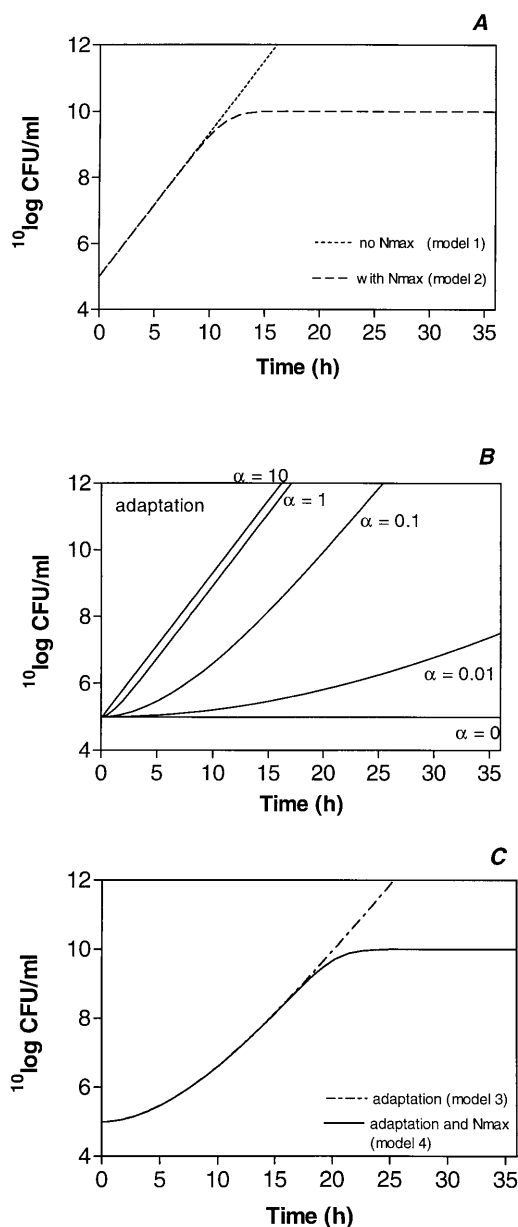 A
12
10
8
6
4
¹⁰log CFU/ml
no Nmax (model 1)
with Nmax (model 2)
0 5 10 15 20 25 30 35
Time (h)
B
12
10
8
6
4
¹⁰log CFU/ml
adaptation
α = 10
α = 1
α = 0.1
α = 0.01
α = 0
0 5 10 15 20 25 30 35
Time (h)
C
12
10
8
6
4
¹⁰log CFU/ml
adaptation (model 3)
adaptation and Nmax
(model 4)
0 5 10 15 20 25 30 35
Time (h)